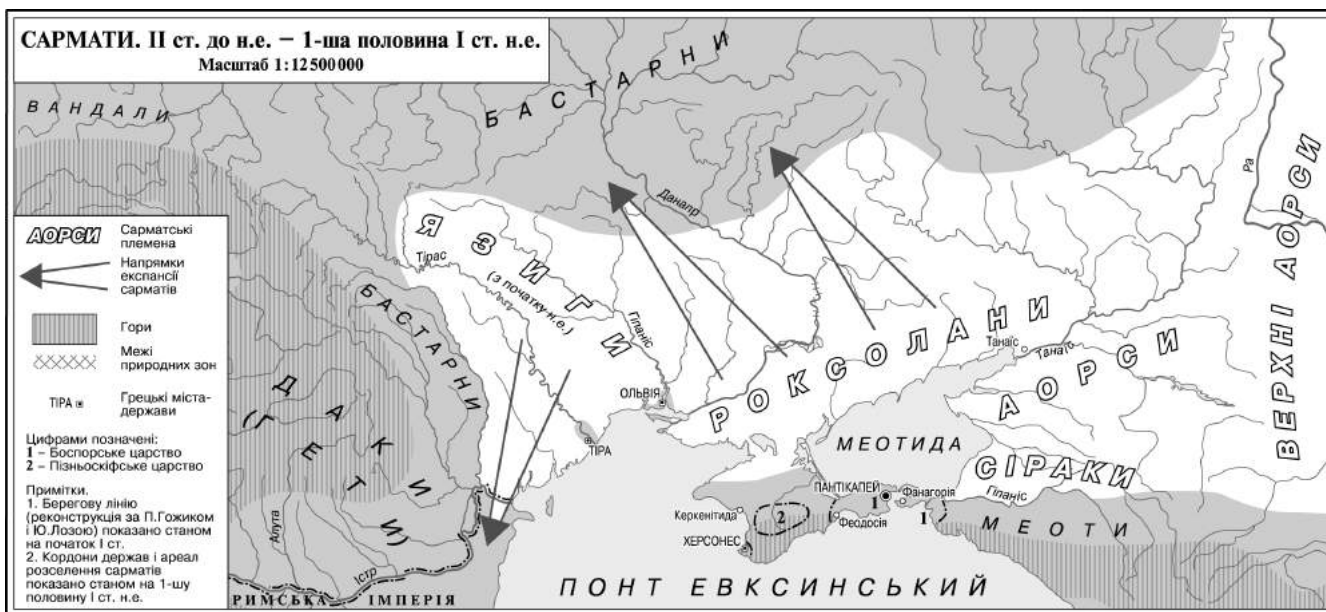 САРМАТИ. II ст. до н.е. – 1-ша половина I ст. н.е.
Масштаб 1:12500000
ВАНДАЛИ
БАСТАРНИ
Данапр
Ра
ВЕРХНІ АОРСИ
ЯЗИГИ
(з початку н.е.)
Тірас
Гіпаніс
БАСТАРНИ
ДАКИ
(ГЕТИ)
Алута
Істр
РИМСЬКА ІМПЕРІЯ
ОЛЬВІЯ
ТІРА
РОКСОЛАНИ
Танаїс
Танаїс
АОРСИ
МЕОТИДА
СІРАКИ
Гіпаніс
МЕОТИ
ПАНТІКАПЕЙ
1
Фанагорія
1
Керкенітида
2
Феодосія
ХЕРСОНЕС
ПОНТ ЕВКСИНСЬКИЙ
АОРСИ
Сарматські
племена
Напрямки
експансії
сарматів
Гори
Межі
природних зон
ТІРА
Грецькі міста-
держави
Цифрами позначені:
1 – Боспорське царство
2 – Пізньоскіфське царство
Примітки.
1. Берегову лінію
(реконструкція за П.Гожиком
і Ю.Лозою) показано станом
на початок I ст.
2. Кордони держав і ареал
розселення сарматів
показано станом на 1-шу
половину I ст. н.е.